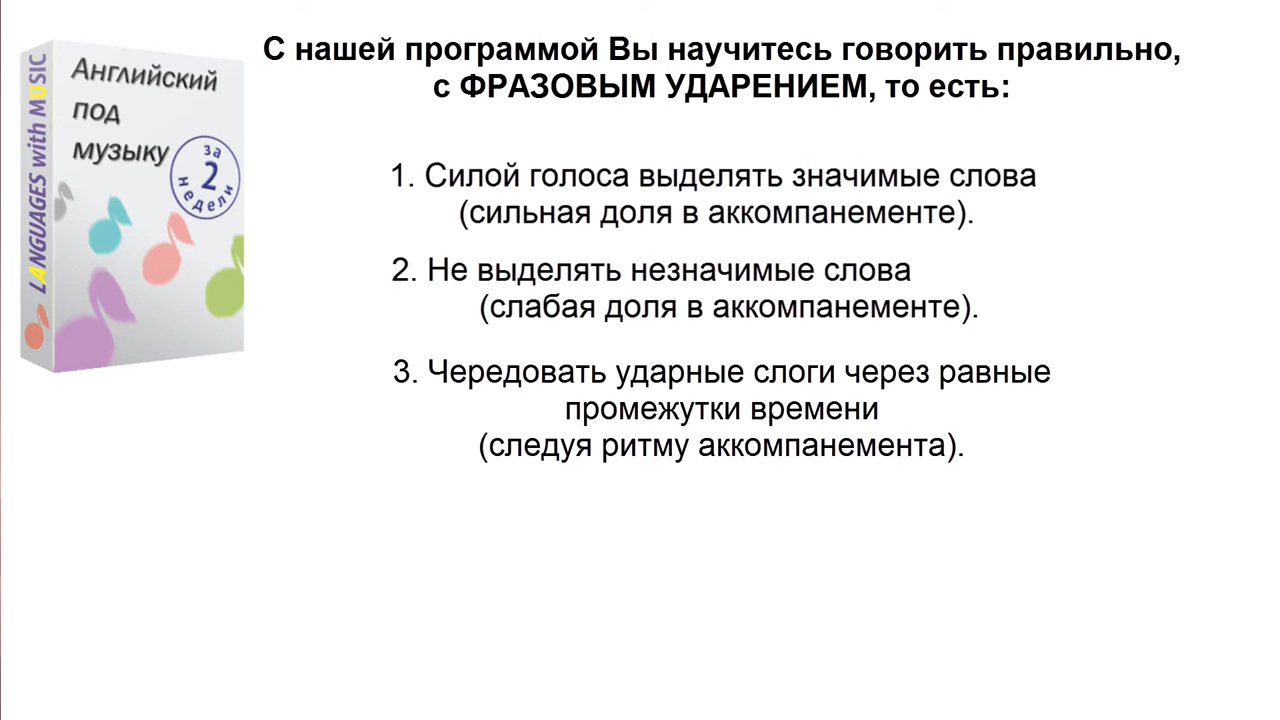 LANGUAGES with MUSIC
Английский
под
музыку
за
2
недели
С нашей программой Вы научитесь говорить правильно,
с ФРАЗОВЫМ УДАРЕНИЕМ, то есть:
1. Силой голоса выделять значимые слова
(сильная доля в аккомпанементе).
2. Не выделять незначимые слова
(слабая доля в аккомпанементе).
3. Чередовать ударные слоги через равные
промежутки времени
(следуя ритму аккомпанемента).